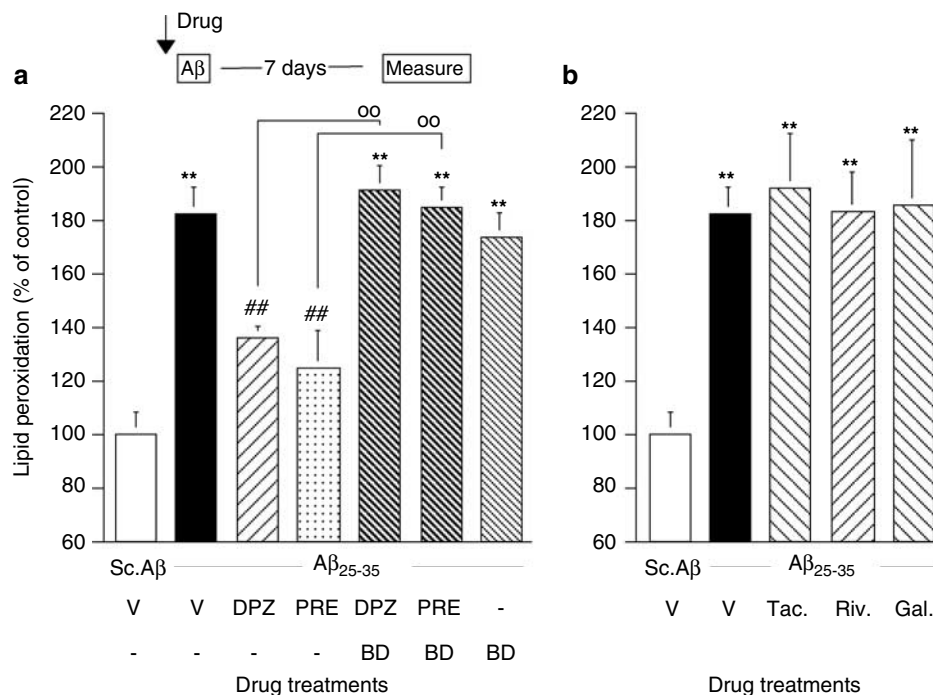 Drug
a
Aβ
7 days
Measure
Lipid peroxidation (% of control)
220
200
180
160
140
120
100
80
60
**
##
##
oo
**
oo
**
**
Sc.Aβ
Aβ25-35
V V DPZ PRE DPZ PRE -
- - - - BD BD BD
Drug treatments
b
220
200
180
160
140
120
100
80
60
**
**
**
**
Sc.Aβ
Aβ25-35
V V Tac. Riv. Gal.
Drug treatments